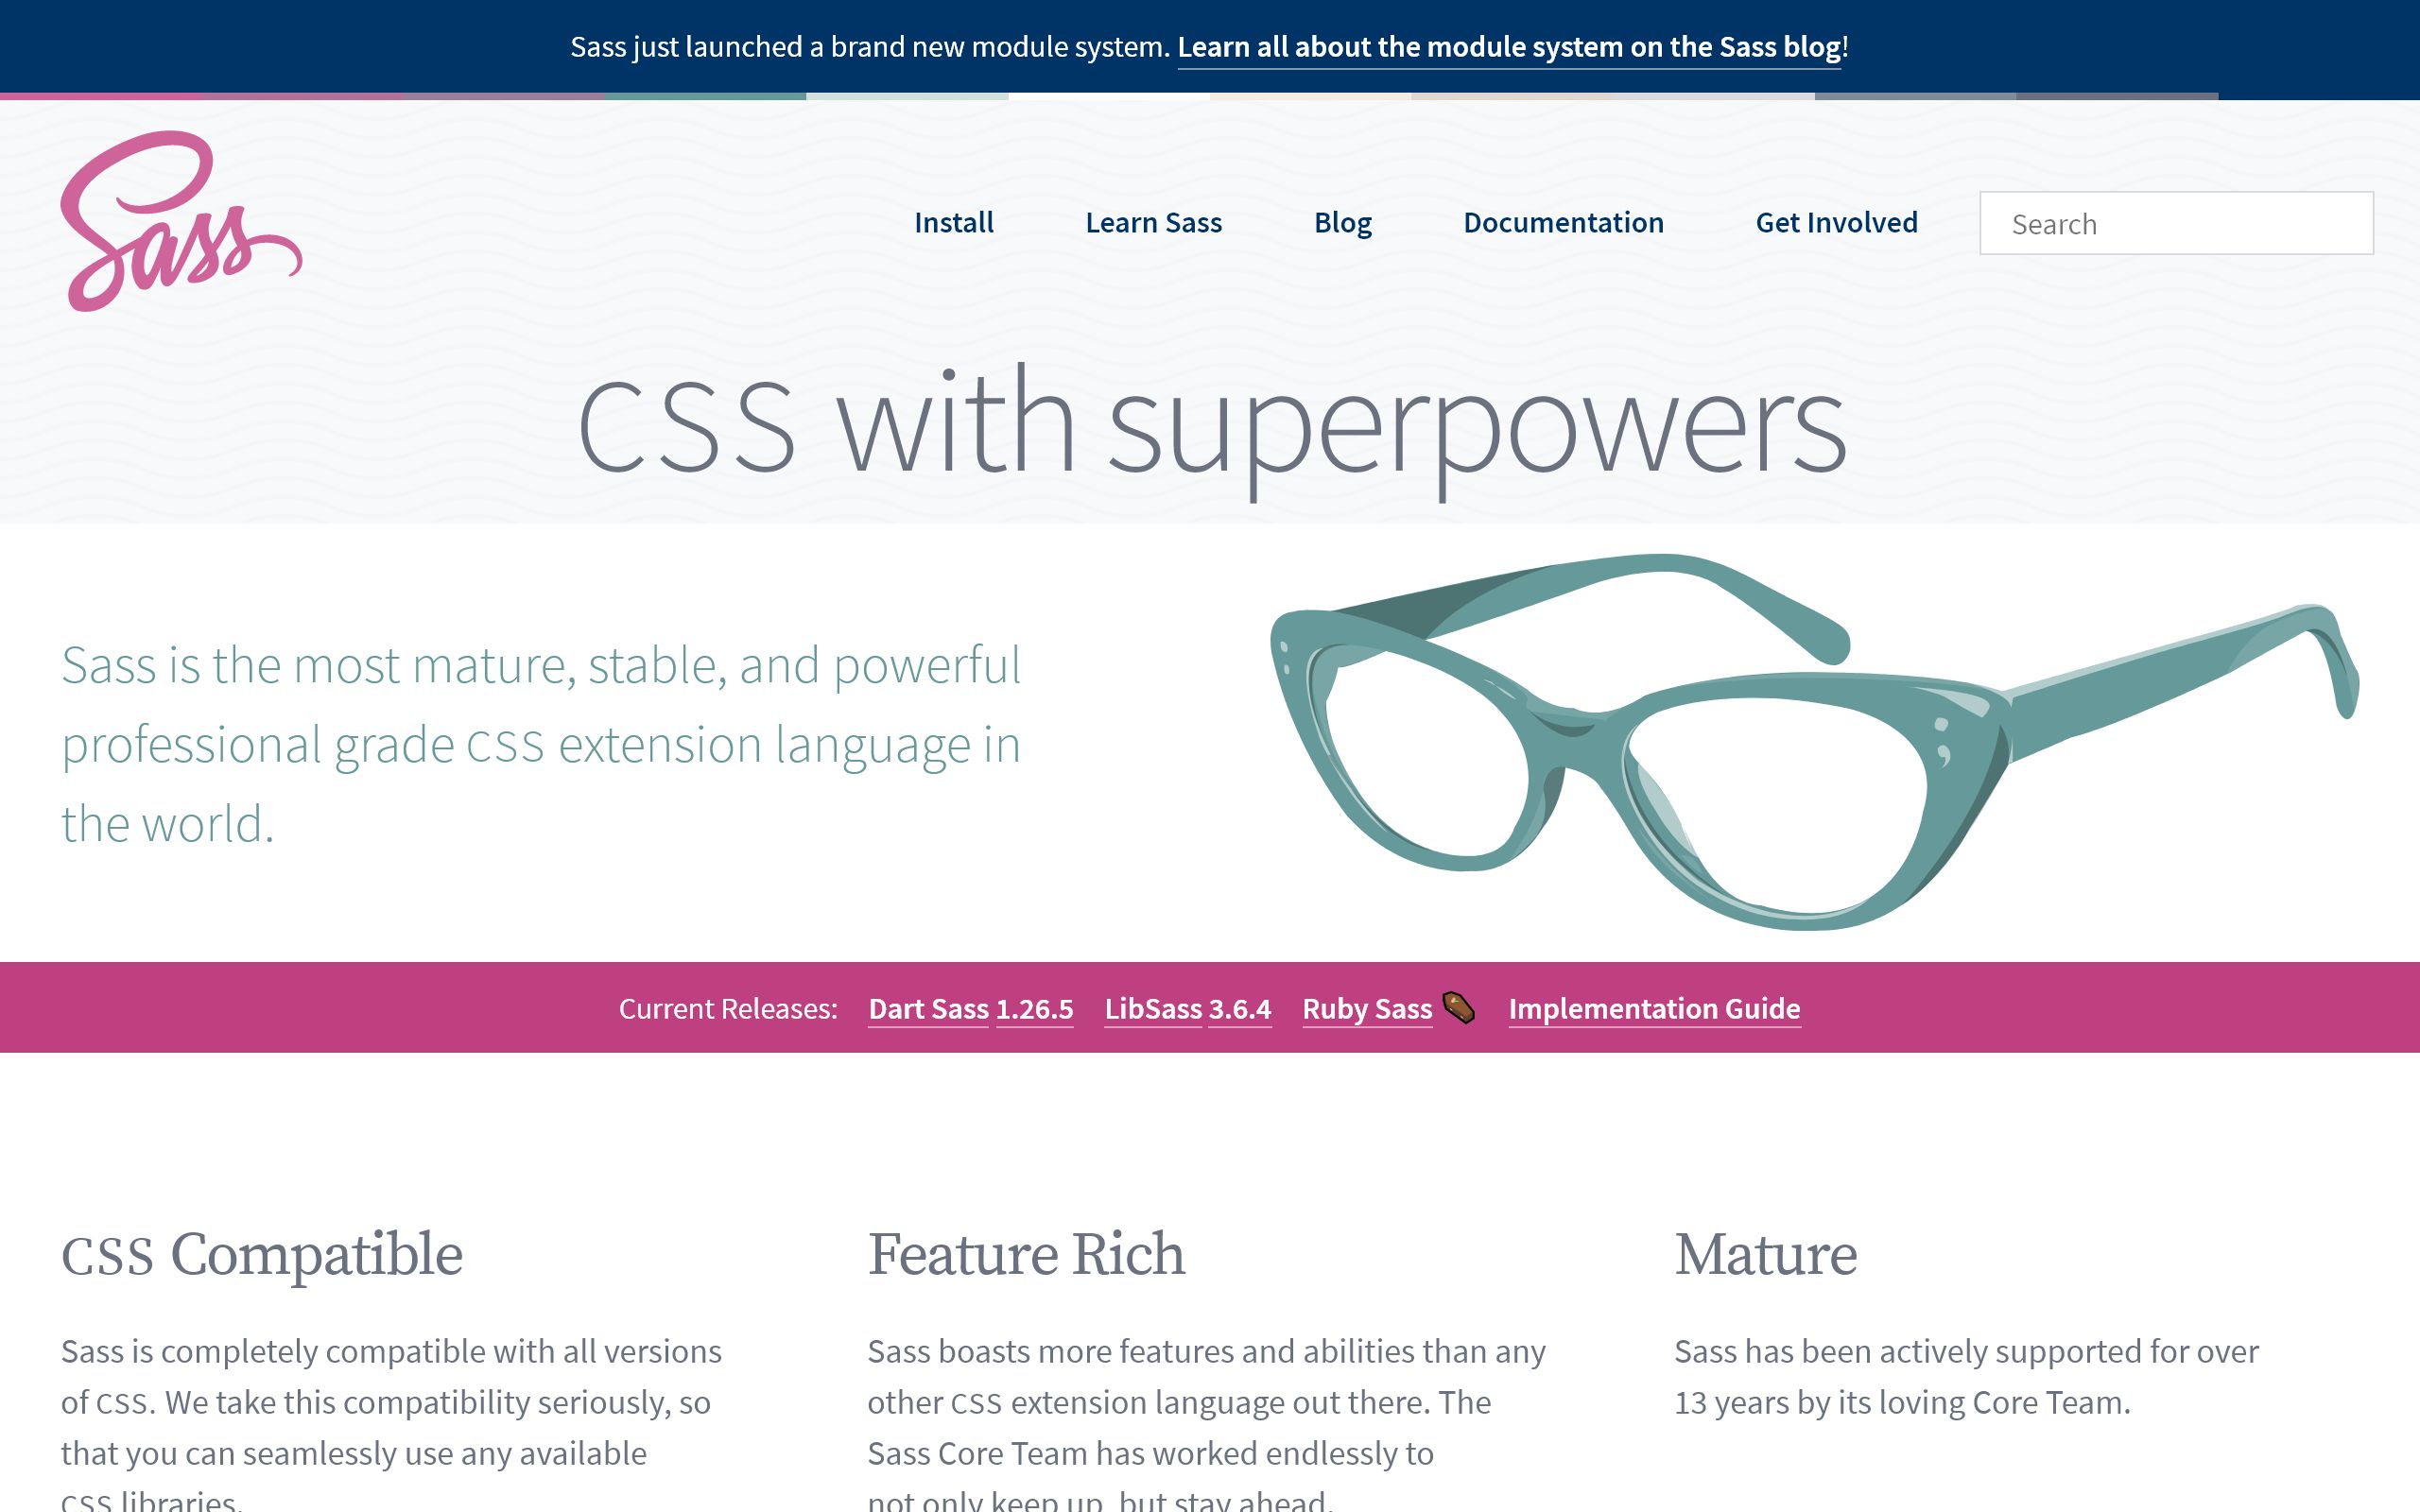 Sass just launched a brand new module system. Learn all about the module system on the Sass blog!
Sass
Install Learn Sass Blog Documentation Get Involved Search
CSS with superpowers
Sass is the most mature, stable, and powerful
professional grade CSS extension language in
the world.
Current Releases: Dart Sass 1.26.5 LibSass 3.6.4 Ruby Sass ⚰️ Implementation Guide
CSS Compatible
Sass is completely compatible with all versions
of CSS. We take this compatibility seriously, so
that you can seamlessly use any available
CSS libraries.
Feature Rich
Sass boasts more features and abilities than any
other CSS extension language out there. The
Sass Core Team has worked endlessly to
not only keep up, but stay ahead.
Mature
Sass has been actively supported for over
13 years by its loving Core Team.